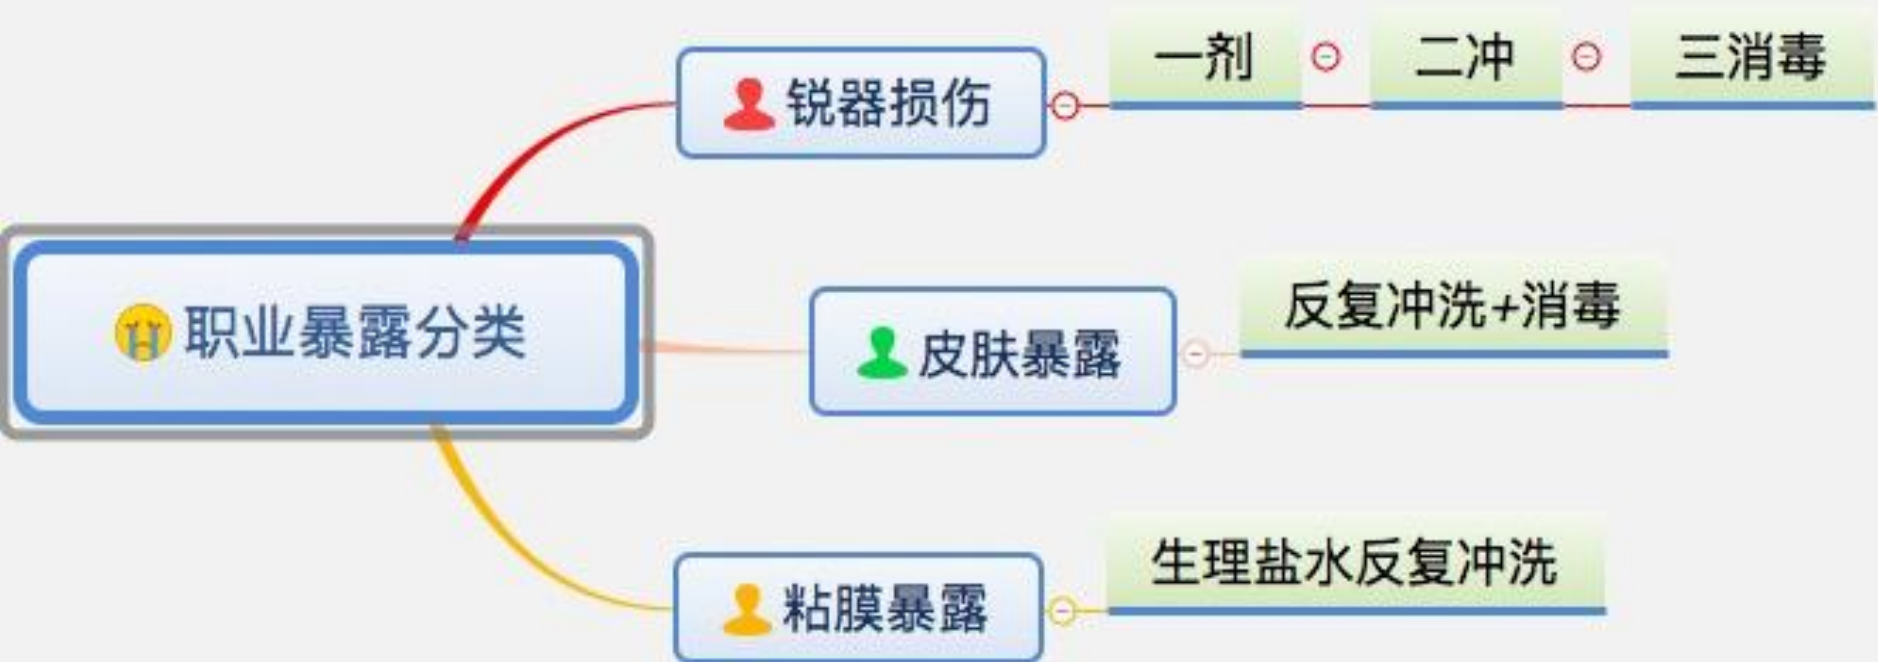 锐器损伤
一剂
二冲
三消毒
职业暴露分类
皮肤暴露
反复冲洗+消毒
粘膜暴露
生理盐水反复冲洗